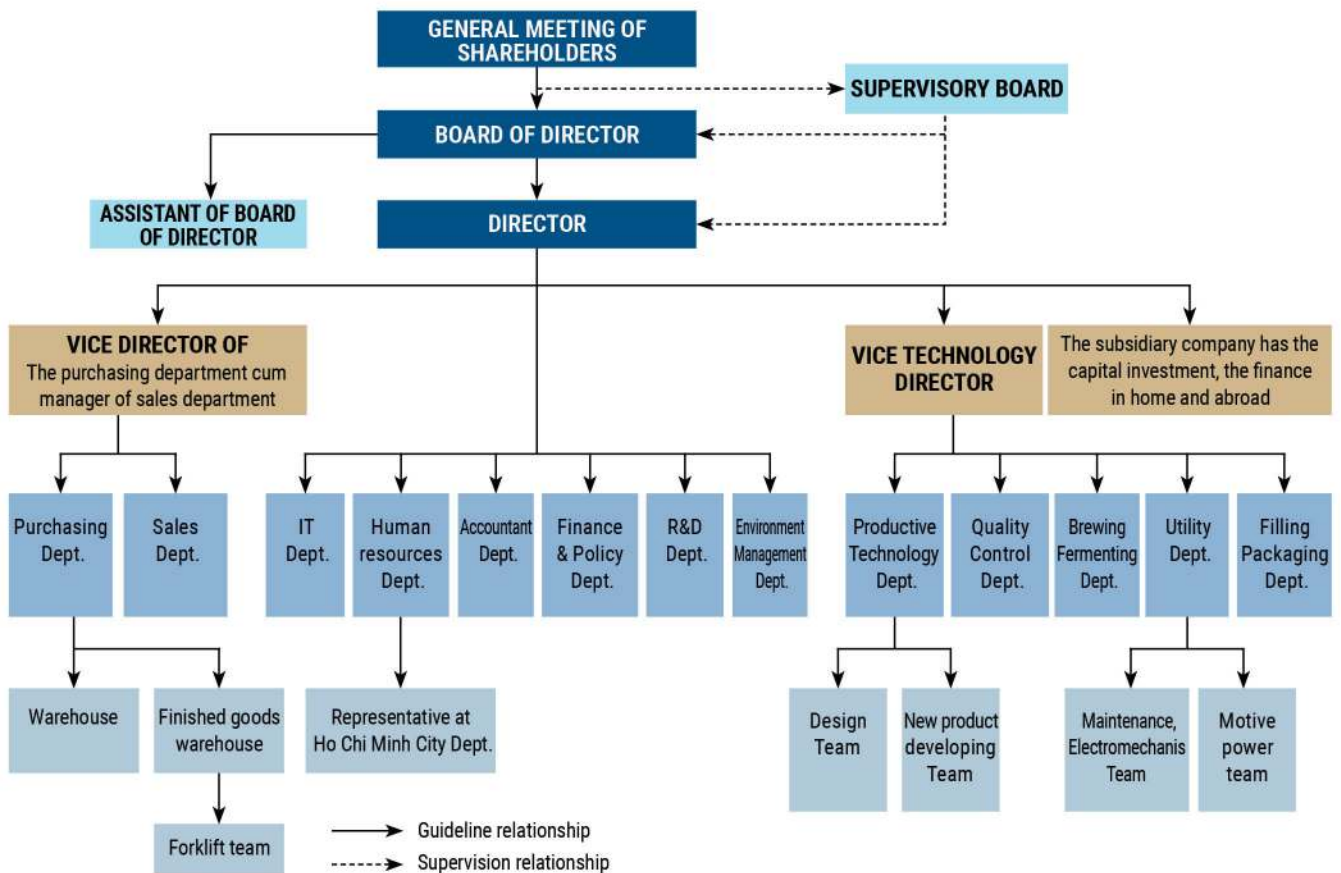 GENERAL MEETING OF
SHAREHOLDERS
SUPERVISORY BOARD
BOARD OF DIRECTOR
ASSISTANT OF BOARD
OF DIRECTOR
DIRECTOR
VICE DIRECTOR OF
The purchasing department cum
manager of sales department
VICE TECHNOLOGY
DIRECTOR
The subsidiary company has the
capital investment, the finance
in home and abroad
Purchasing
Dept.
Sales
Dept.
IT
Dept.
Human
resources
Dept.
Accountant
Dept.
Finance
& Policy
Dept.
R&D
Dept.
Environment
Management
Dept.
Productive
Technology
Dept.
Quality
Control
Dept.
Brewing
Fermenting
Dept.
Utility
Dept.
Filling
Packaging
Dept.
Warehouse
Finished goods
warehouse
Representative at
Ho Chi Minh City Dept.
Design
Team
New product
developing
Team
Maintenance,
Electromechanis
Team
Motive
power
team
Forklift team
Guideline relationship
Supervision relationship